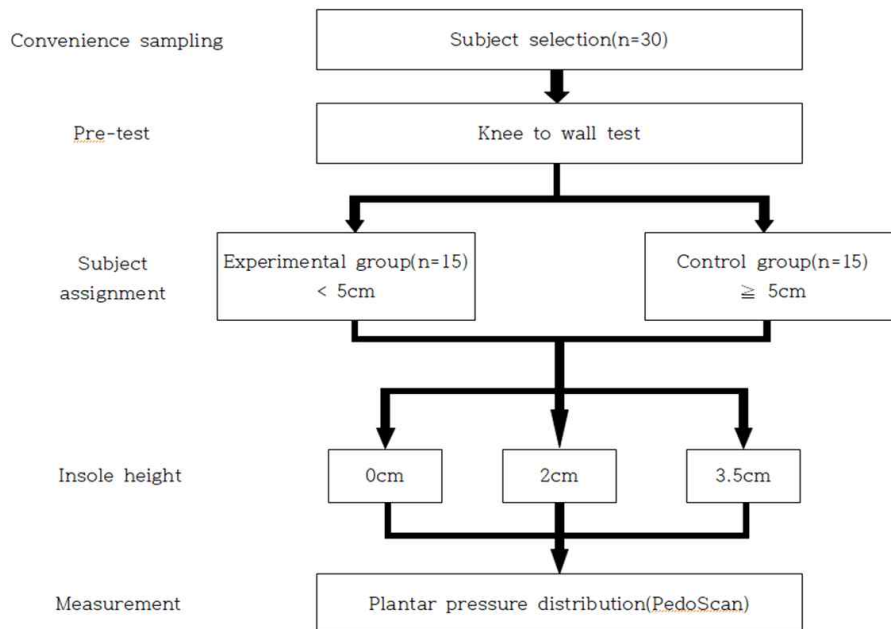 Convenience sampling
Subject selection(n=30)
Pre-test
Knee to wall test
Subject
assignment
Experimental group(n=15)
< 5cm
Control group(n=15)
≧ 5cm
Insole height
0cm
2cm
3.5cm
Measurement
Plantar pressure distribution(PedoScan)